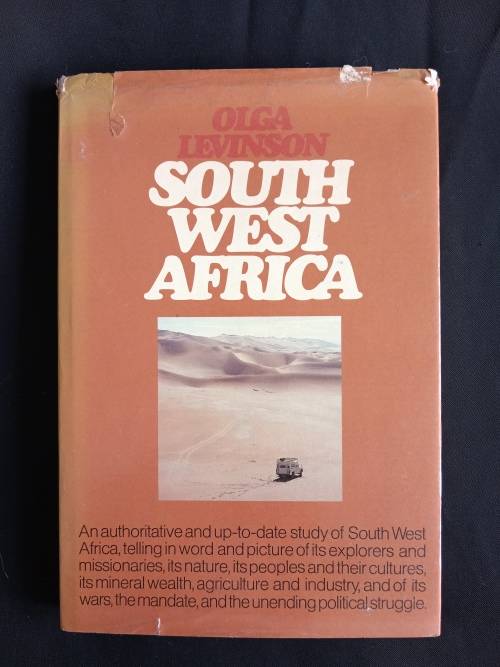 OLGA
LEVINSON
SOUTH
WEST
AFRICA
An authoritative and up-to-date study of South West
Africa, telling in word and picture of its explorers and
missionaries, its nature, its peoples and their cultures,
its mineral wealth, agriculture and industry, and of its
wars, the mandate, and the unending political struggle.